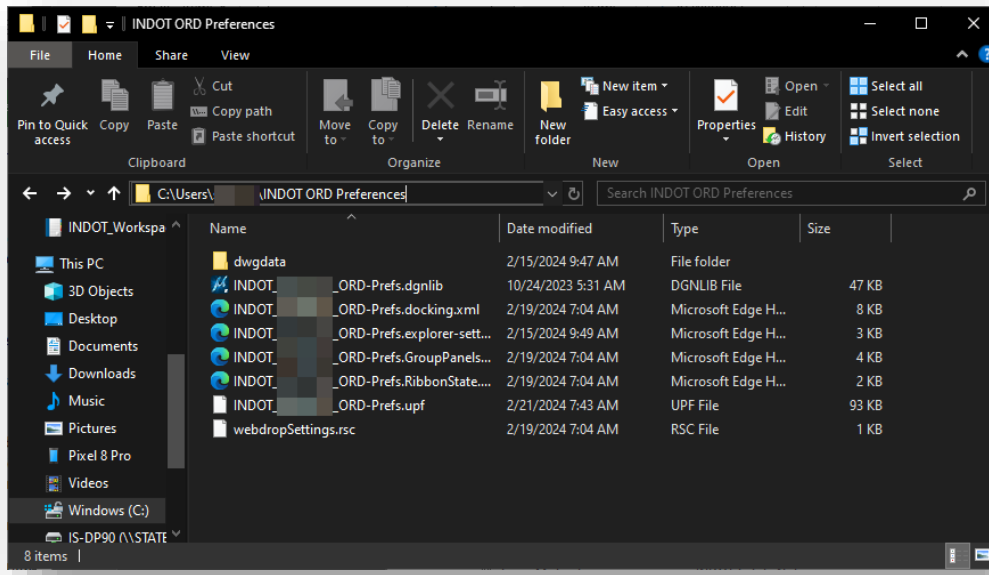 INDOT ORD Preferences
File Home Share View
Pin to Quick access
Copy
Paste
Cut
Copy path
Paste shortcut
Clipboard
Move to
Copy to
Delete
Rename
Organize
New folder
New item
Easy access
New
Properties
Open
Edit
History
Open
Select all
Select none
Invert selection
Select
C:\Users\ \INDOT ORD Preferences
Search INDOT ORD Preferences
INDOT_Workspa
This PC
3D Objects
Desktop
Documents
Downloads
Music
Pictures
Pixel 8 Pro
Videos
Windows (C:)
IS-DP90 (\\STATE
Name Date modified Type Size
dwgdata 2/15/2024 9:47 AM File folder
INDOT_ _ORD-Prefs.dgnlib 10/24/2023 5:31 AM DGNLIB File 47 KB
INDOT_ _ORD-Prefs.docking.xml 2/19/2024 7:04 AM Microsoft Edge H... 8 KB
INDOT_ _ORD-Prefs.explorer-sett... 2/15/2024 9:49 AM Microsoft Edge H... 3 KB
INDOT_ _ORD-Prefs.GroupPanels... 2/19/2024 7:04 AM Microsoft Edge H... 4 KB
INDOT_ _ORD-Prefs.RibbonState.... 2/19/2024 7:04 AM Microsoft Edge H... 2 KB
INDOT_ _ORD-Prefs.upf 2/21/2024 7:43 AM UPF File 93 KB
webdropSettings.rsc 2/19/2024 7:04 AM RSC File 1 KB
8 items